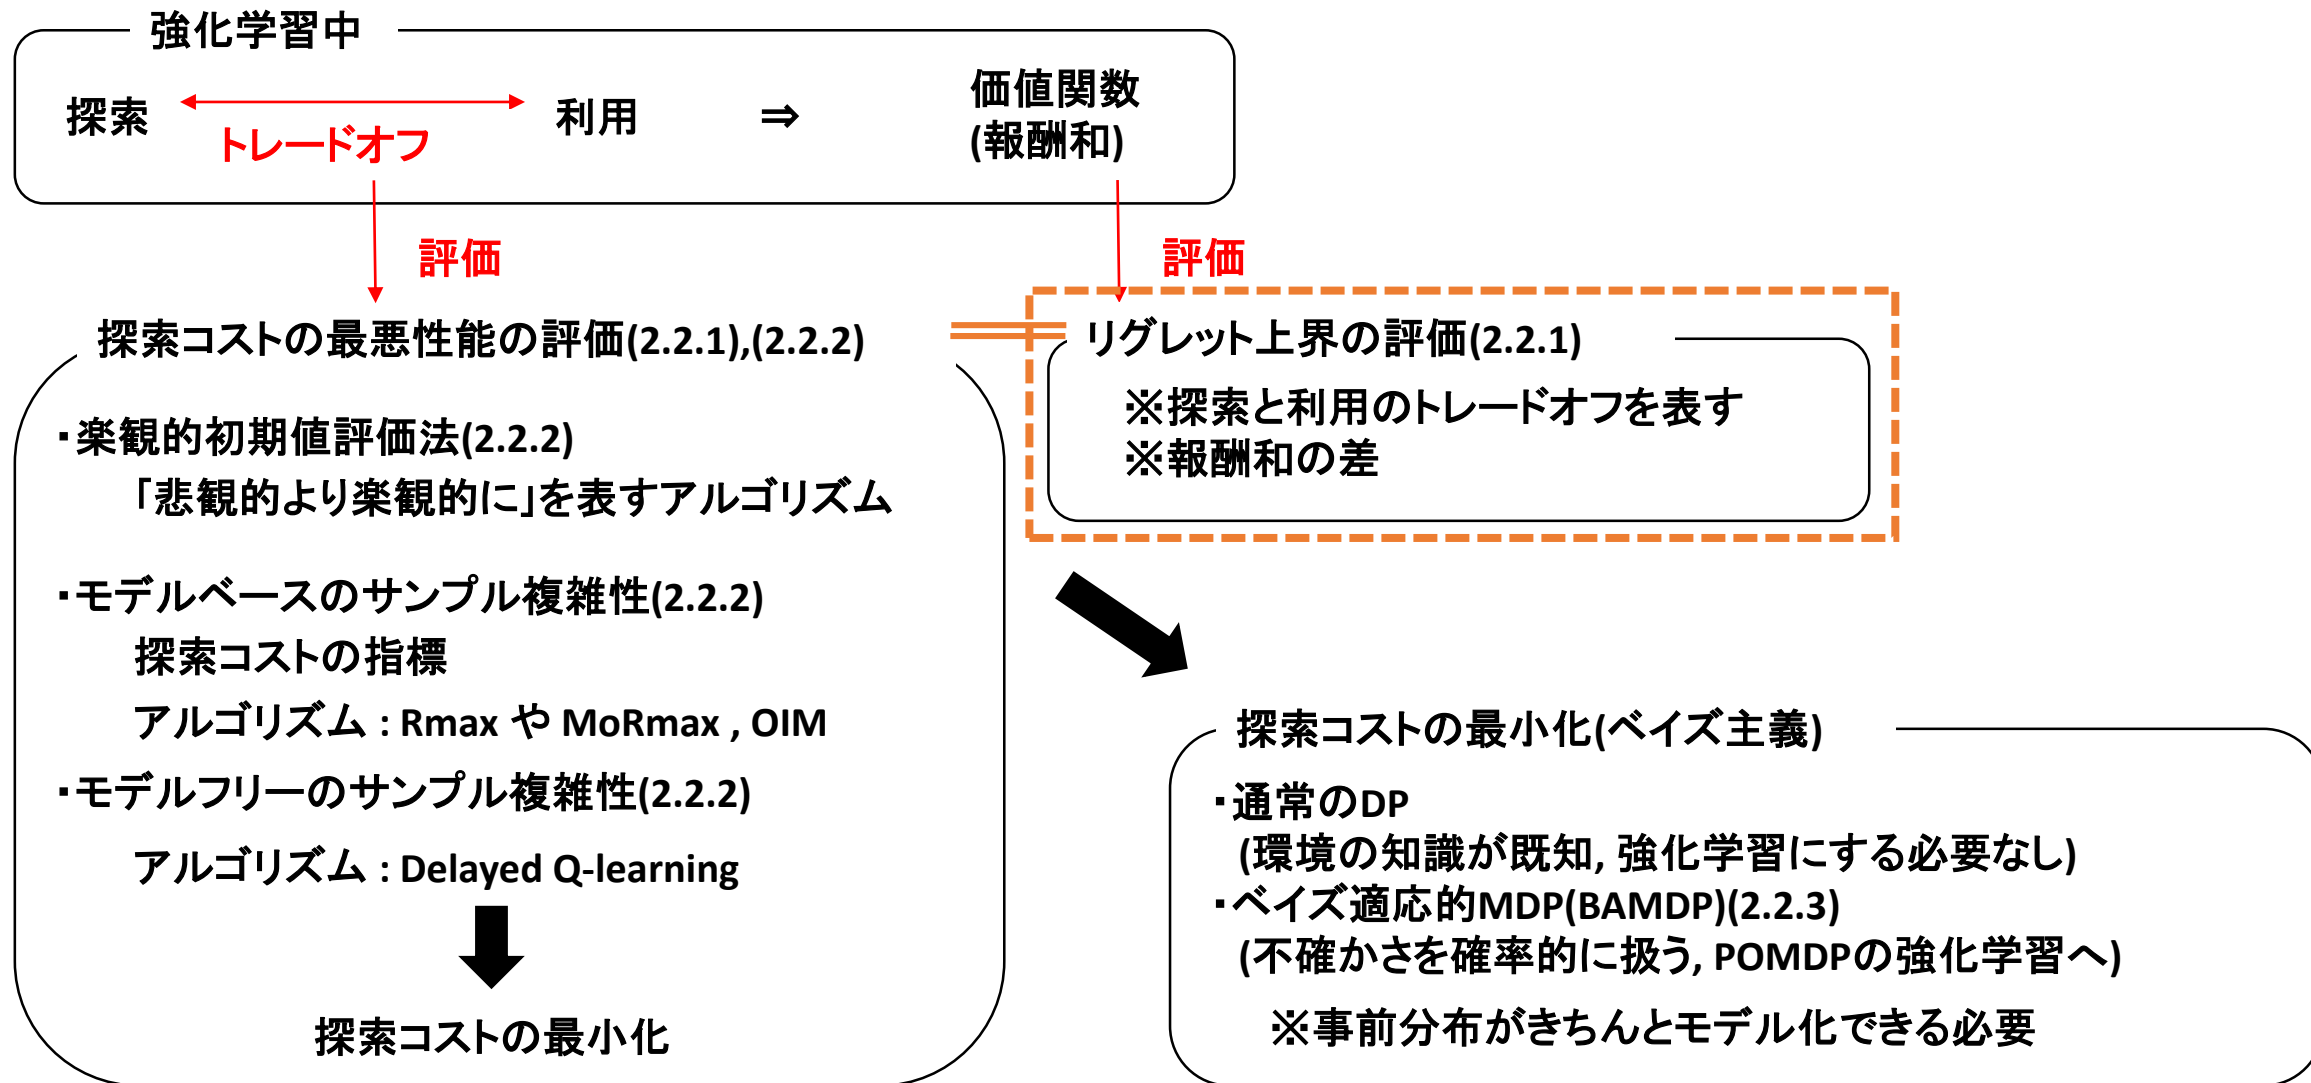 強化学習中
探索
利用
⇒
価値関数
(報酬和)
トレードオフ
評価
評価
探索コストの最悪性能の評価(2.2.1),(2.2.2)
・楽観的初期値評価法(2.2.2)
「悲観的より楽観的に」を表すアルゴリズム
・モデルベースのサンプル複雑性(2.2.2)
探索コストの指標
アルゴリズム : Rmax や MoRmax , OIM
・モデルフリーのサンプル複雑性(2.2.2)
アルゴリズム : Delayed Q-learning
探索コストの最小化
リグレット上界の評価(2.2.1)
※探索と利用のトレードオフを表す
※報酬和の差
探索コストの最小化(ベイズ主義)
・通常のDP
(環境の知識が既知, 強化学習にする必要なし)
・ベイズ適応的MDP(BAMDP)(2.2.3)
(不確かさを確率的に扱う, POMDPの強化学習へ)
※事前分布がきちんとモデル化できる必要